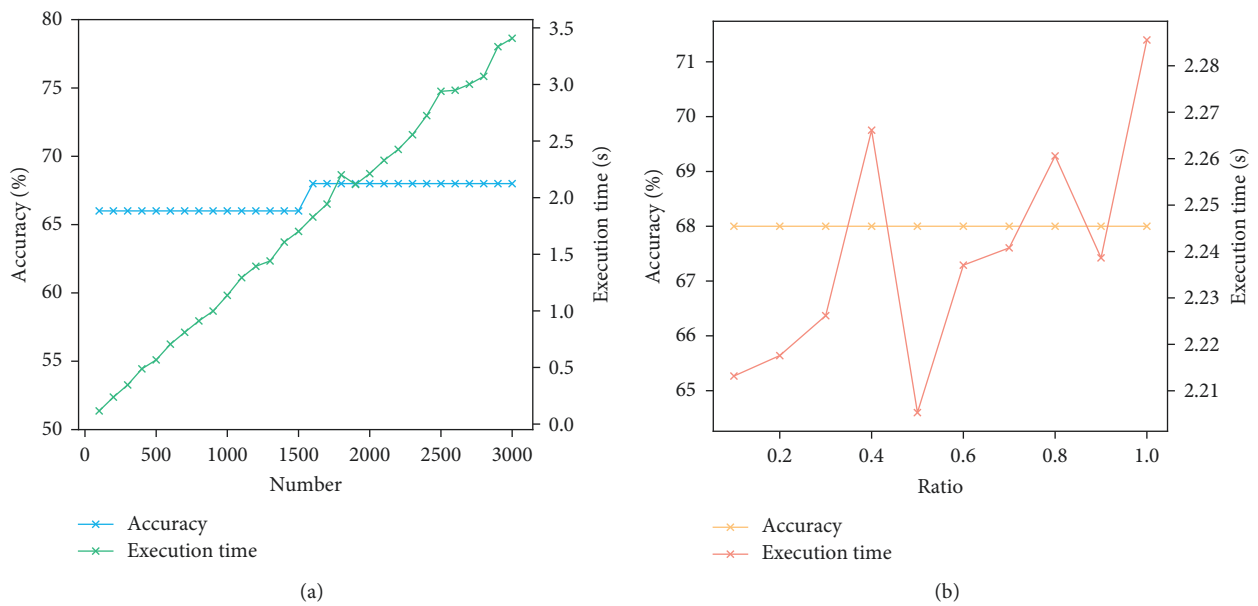 80
75
70
65
60
55
50
Accuracy (%)
3.5
3.0
2.5
2.0
1.5
1.0
0.5
0.0
Execution time (s)
0 500 1000 1500 2000 2500 3000
Number
Accuracy
Execution time
(a)
71
70
69
68
67
66
65
Accuracy (%)
2.28
2.27
2.26
2.25
2.24
2.23
2.22
2.21
Execution time (s)
0.2 0.4 0.6 0.8 1.0
Ratio
Accuracy
Execution time
(b)